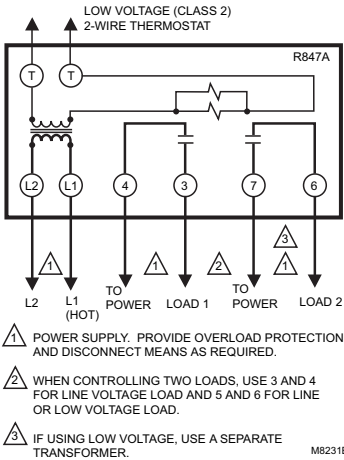 LOW VOLTAGE (CLASS 2)
2-WIRE THERMOSTAT
R847A
T T
L2 L1 4 3 7 6
3
1 1 2 1
L2 L1 (HOT) TO POWER LOAD 1 TO POWER LOAD 2
1 POWER SUPPLY. PROVIDE OVERLOAD PROTECTION
AND DISCONNECT MEANS AS REQUIRED.
2 WHEN CONTROLLING TWO LOADS, USE 3 AND 4
FOR LINE VOLTAGE LOAD AND 5 AND 6 FOR LINE
OR LOW VOLTAGE LOAD.
3 IF USING LOW VOLTAGE, USE A SEPARATE
TRANSFORMER. M8231B